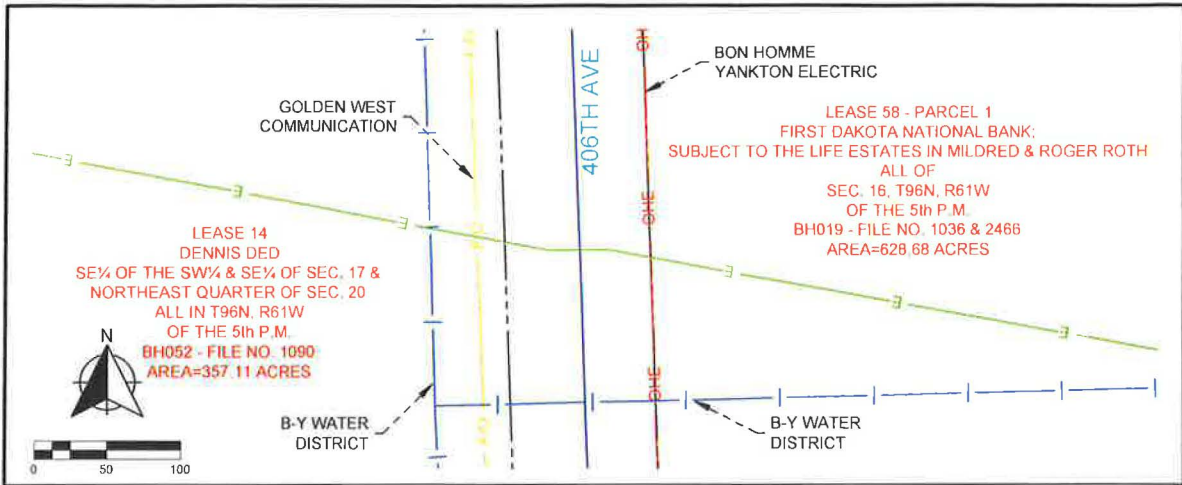 GOLDEN WEST
COMMUNICATION
406TH AVE
OHE
BON HOMME
YANKTON ELECTRIC
LEASE 58 - PARCEL 1
FIRST DAKOTA NATIONAL BANK;
SUBJECT TO THE LIFE ESTATES IN MILDRED & ROGER ROTH
ALL OF
SEC. 16, T96N, R61W
OF THE 5th P.M.
BH019 - FILE NO. 1036 & 2466
AREA=628.68 ACRES
E
E
E
E
E
E
LEASE 14
DENNIS DED
SE¼ OF THE SW¼ & SE¼ OF SEC. 17 &
NORTHEAST QUARTER OF SEC. 20
ALL IN T96N, R61W
OF THE 5th P.M.
BH052 - FILE NO. 1090
AREA=357.11 ACRES
OHE
OHE
N
B-Y WATER
DISTRICT
B-Y WATER
DISTRICT
0 50 100